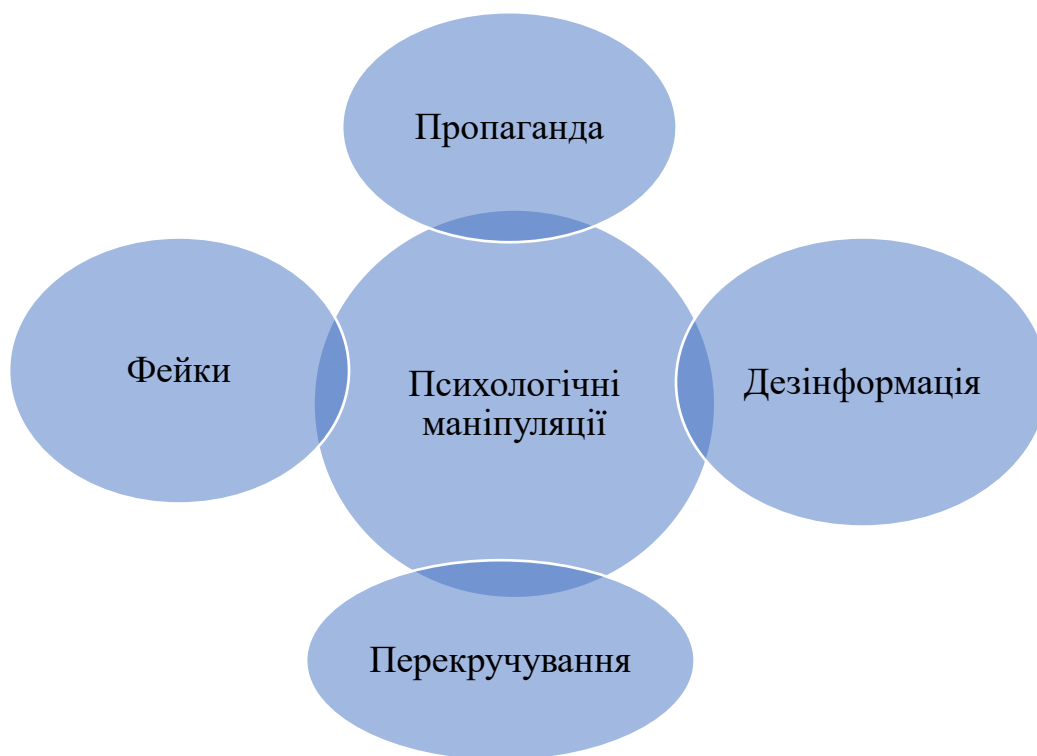 Пропаганда
Фейки
Психологічні
маніпуляції
Дезінформація
Перекручування